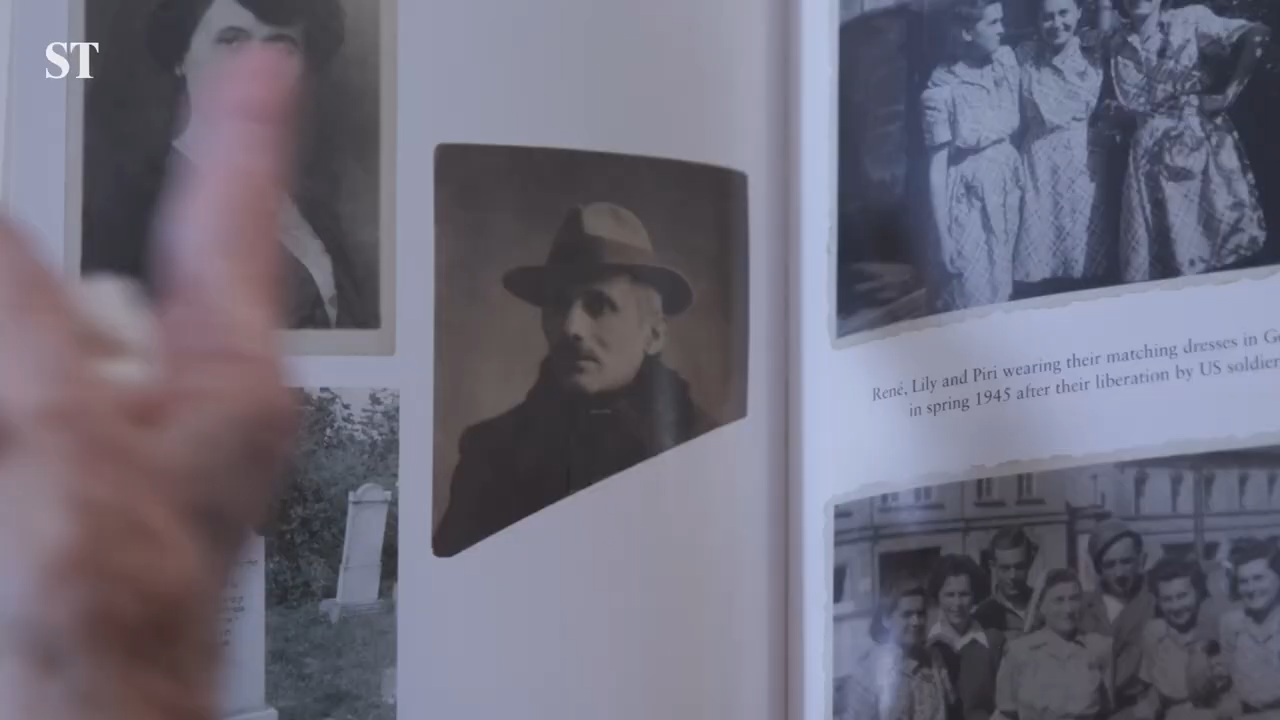 ST
René, Lily and Piri wearing their matching dresses in
in spring 1945 after their liberation by US